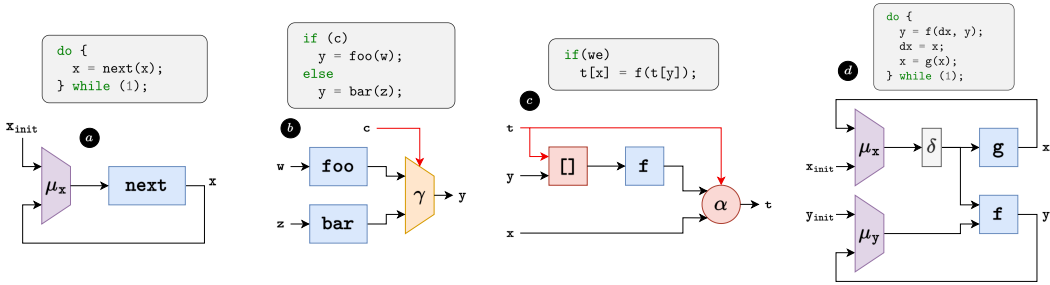 do {
x = next(x);
} while (1);
x_init
a
μ_x
next
x
if (c)
y = foo(w);
else
y = bar(z);
b
c
w
foo
z
bar
γ
y
if(we)
t[x] = f(t[y]);
c
t
y
[]
f
x
α
t
do {
y = f(dx, y);
dx = x;
x = g(x);
} while (1);
d
μ_x
x_init
δ
g
x
y_init
μ_y
f
y